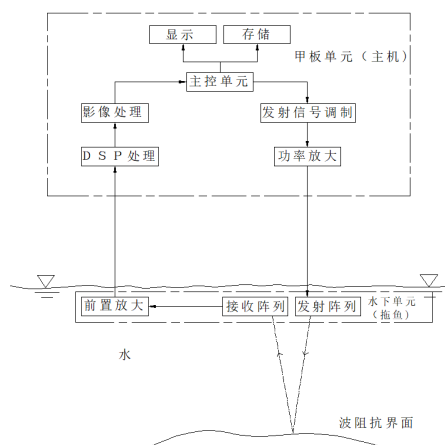 显示
存储
甲板单元（主机）
主控单元
影像处理
发射信号调制
DSP处理
功率放大
前置放大
接收阵列
发射阵列
水下单元
（拖鱼）
水
波阻抗界面